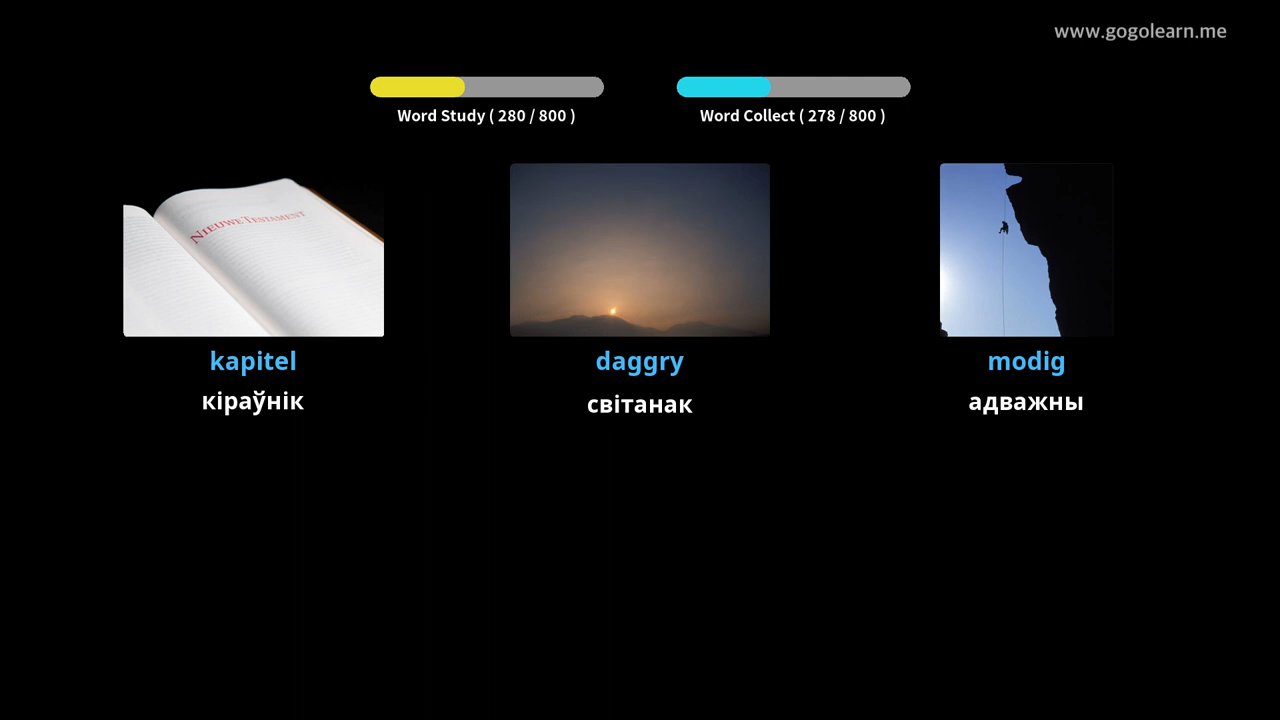 www.gogolearn.me
Word Study ( 280 / 800 )
Word Collect ( 278 / 800 )
NIEUWE TESTAMENT
kapitel
daggry
modig
кіраўнік
світанак
адважны